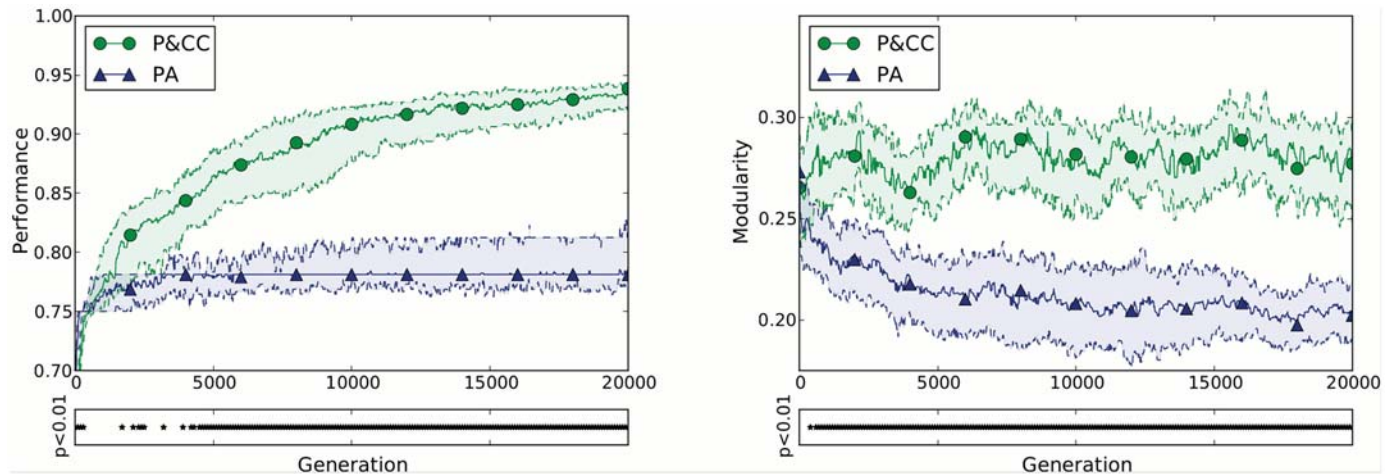 1.00
0.95
0.90
0.85
0.80
0.75
0.70
Performance
P&CC
PA
0 5000 10000 15000 20000
p<0.01
Generation
0.30
0.25
0.20
Modularity
P&CC
PA
0 5000 10000 15000 20000
p<0.01
Generation